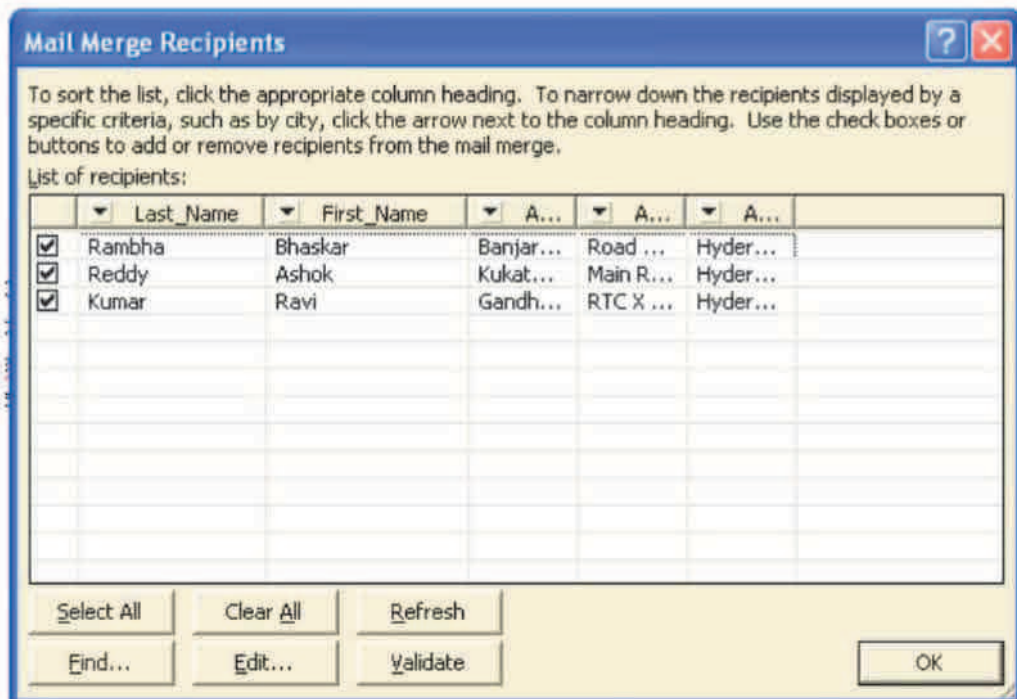 Mail Merge Recipients
To sort the list, click the appropriate column heading. To narrow down the recipients displayed by a
specific criteria, such as by city, click the arrow next to the column heading. Use the check boxes or
buttons to add or remove recipients from the mail merge.
List of recipients:
Last_Name First_Name A... A... A...
Rambha Bhaskar Banjar... Road ... Hyder...
Reddy Ashok Kukat... Main R... Hyder...
Kumar Ravi Gandh... RTC X ... Hyder...
Select All Clear All Refresh
Find... Edit... Validate OK